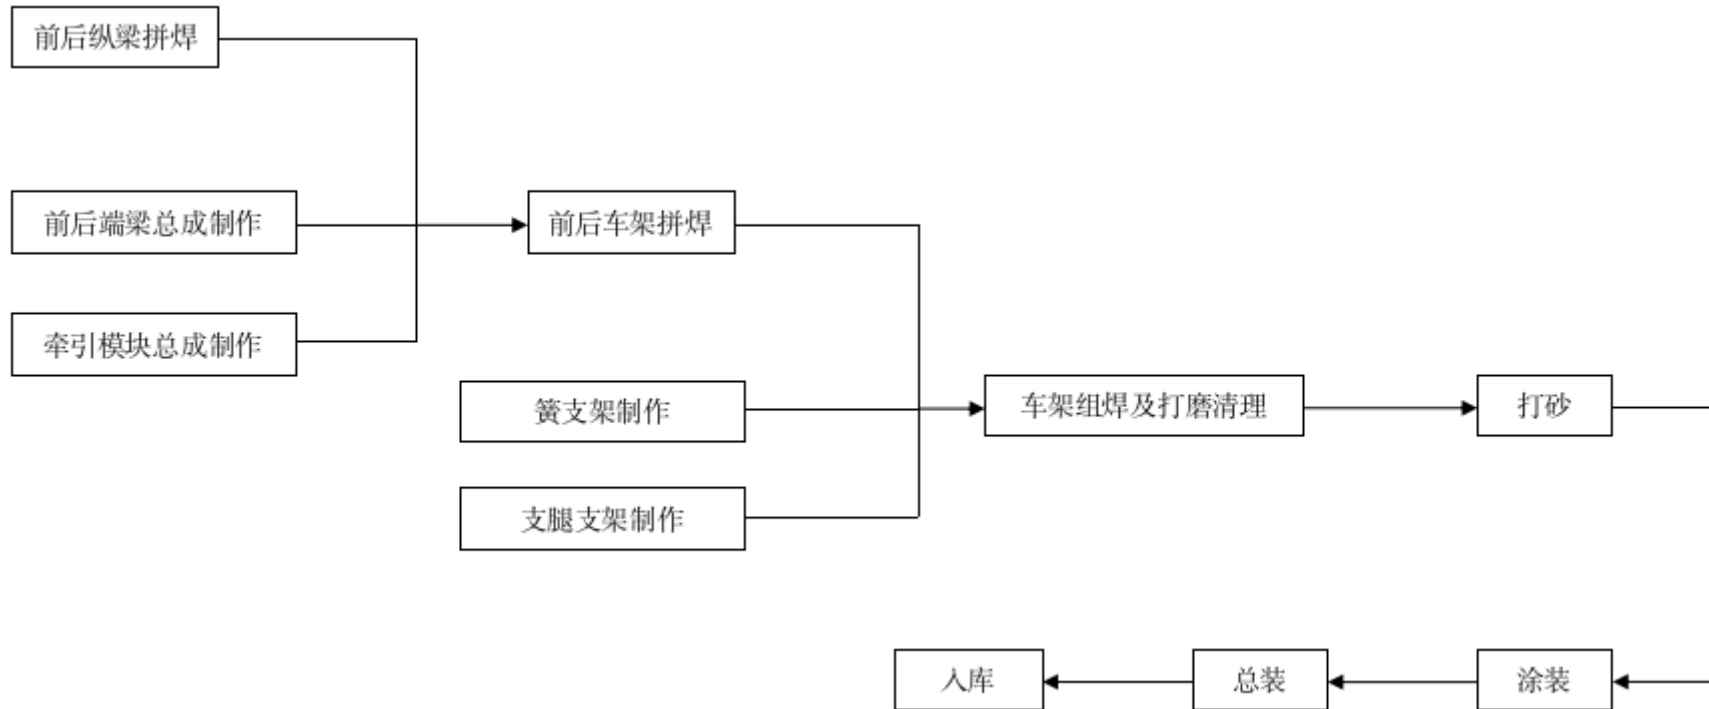 前后纵梁拼焊
前后端梁总成制作
前后车架拼焊
牵引模块总成制作
簧支架制作
车架组焊及打磨清理
打砂
支腿支架制作
入库
总装
涂装